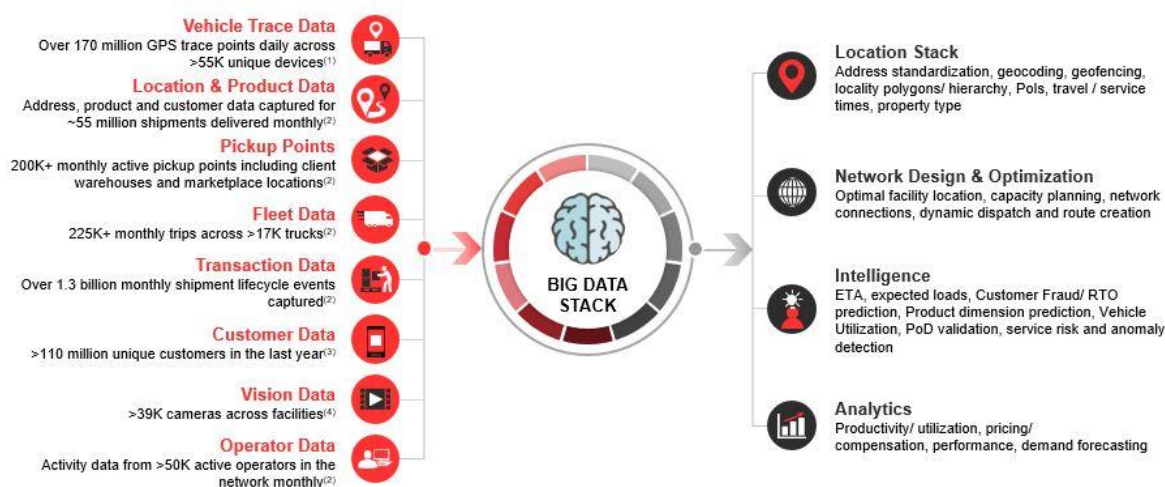 Vehicle Trace Data
Over 170 million GPS trace points daily across
>55K unique devices(1)
Location & Product Data
Address, product and customer data captured for
~55 million shipments delivered monthly(2)
Pickup Points
200K+ monthly active pickup points including client
warehouses and marketplace locations(2)
Fleet Data
225K+ monthly trips across >17K trucks(2)
Transaction Data
Over 1.3 billion monthly shipment lifecycle events
captured(2)
Customer Data
>110 million unique customers in the last year(3)
Vision Data
>39K cameras across facilities(4)
Operator Data
Activity data from >50K active operators in the
network monthly(2)
BIG DATA
STACK
Location Stack
Address standardization, geocoding, geofencing,
locality polygons/ hierarchy, PoIs, travel / service
times, property type
Network Design & Optimization
Optimal facility location, capacity planning, network
connections, dynamic dispatch and route creation
Intelligence
ETA, expected loads, Customer Fraud/ RTO
prediction, Product dimension prediction, Vehicle
Utilization, PoD validation, service risk and anomaly
detection
Analytics
Productivity/ utilization, pricing/
compensation, performance, demand forecasting